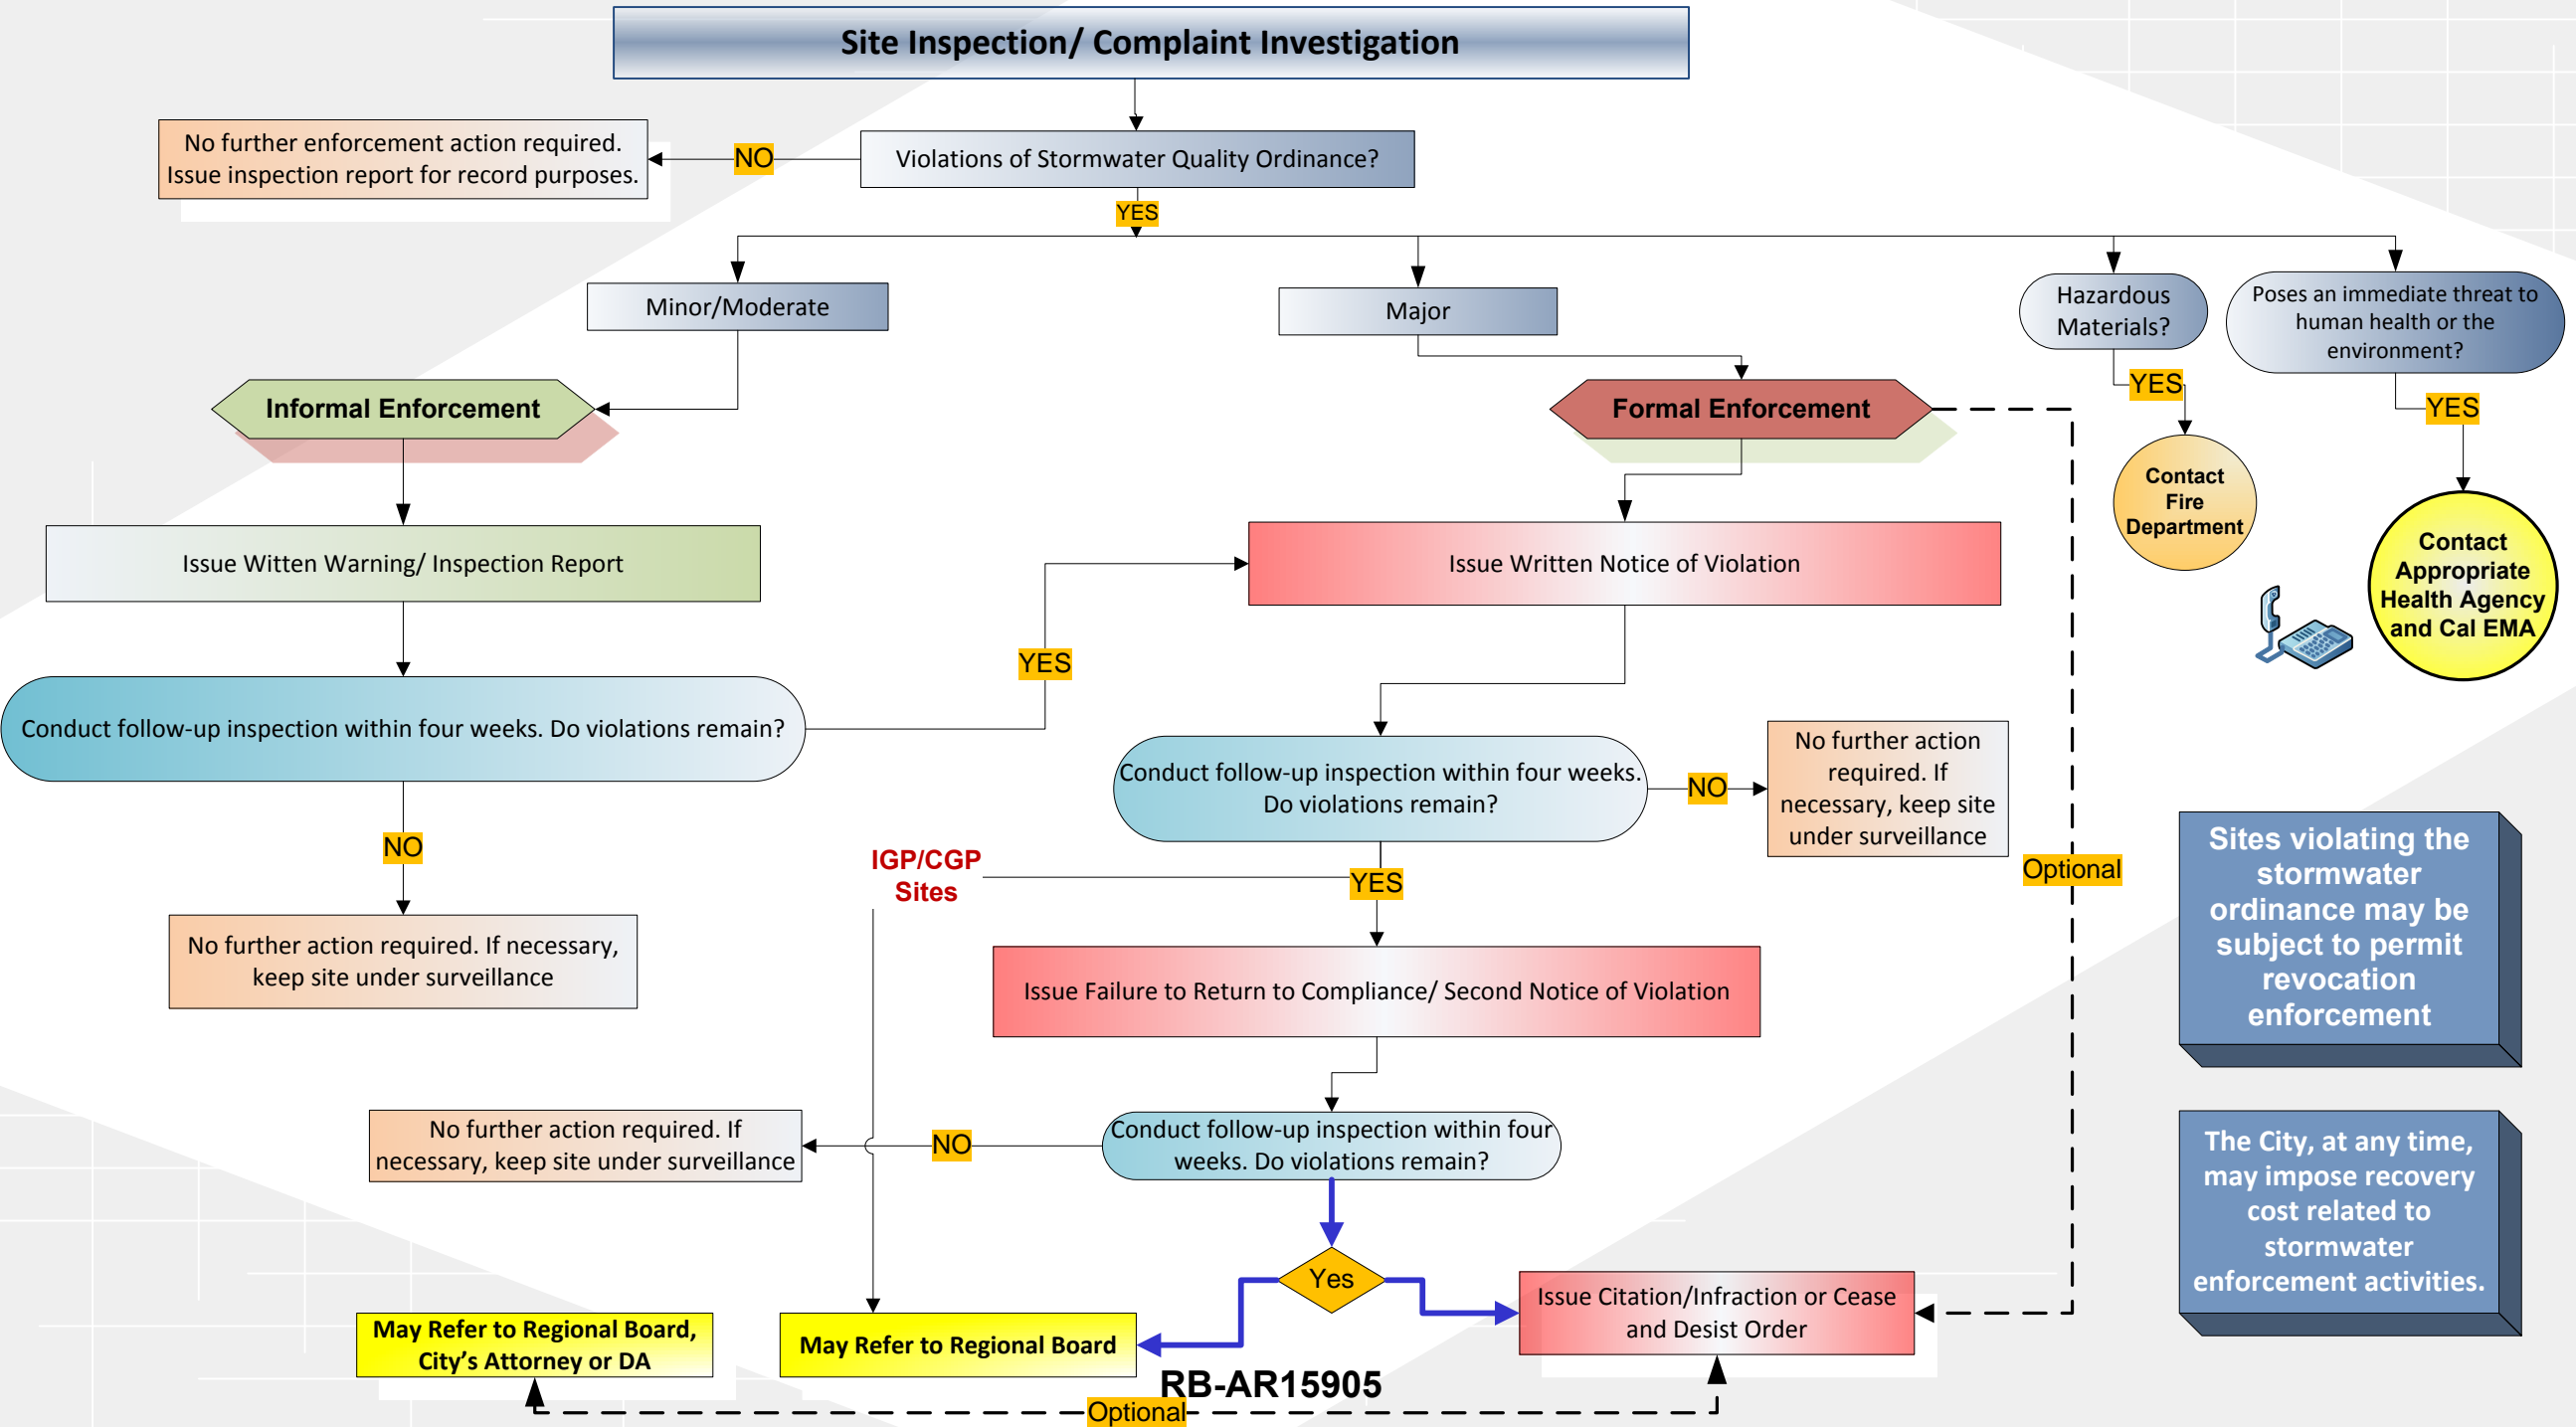 Site Inspection/ Complaint Investigation
No further enforcement action required.
Issue inspection report for record purposes.
NO
Violations of Stormwater Quality Ordinance?
YES
Minor/Moderate
Major
Hazardous
Materials?
Poses an immediate threat to
human health or the
environment?
YES
YES
Informal Enforcement
Formal Enforcement
Contact
Fire
Department
Contact
Appropriate
Health Agency
and Cal EMA
Issue Witten Warning/ Inspection Report
Issue Written Notice of Violation
YES
Conduct follow-up inspection within four weeks. Do violations remain?
Conduct follow-up inspection within four weeks.
Do violations remain?
NO
No further action
required. If
necessary, keep site
under surveillance
NO
IGP/CGP
Sites
YES
Optional
Sites violating the
stormwater
ordinance may be
subject to permit
revocation
enforcement
No further action required. If necessary,
keep site under surveillance
Issue Failure to Return to Compliance/ Second Notice of Violation
No further action required. If
necessary, keep site under surveillance
NO
Conduct follow-up inspection within four
weeks. Do violations remain?
The City, at any time,
may impose recovery
cost related to
stormwater
enforcement activities.
Yes
May Refer to Regional Board,
City’s Attorney or DA
May Refer to Regional Board
Issue Citation/Infraction or Cease
and Desist Order
RB-AR15905
Optional